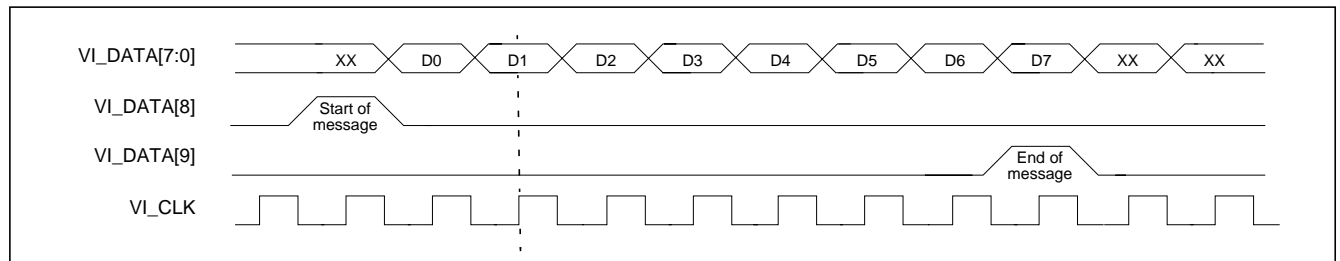 VI_DATA[7:0]
XX D0 D1 D2 D3 D4 D5 D6 D7 XX XX
VI_DATA[8]
Start of
message
VI_DATA[9]
End of
message
VI_CLK